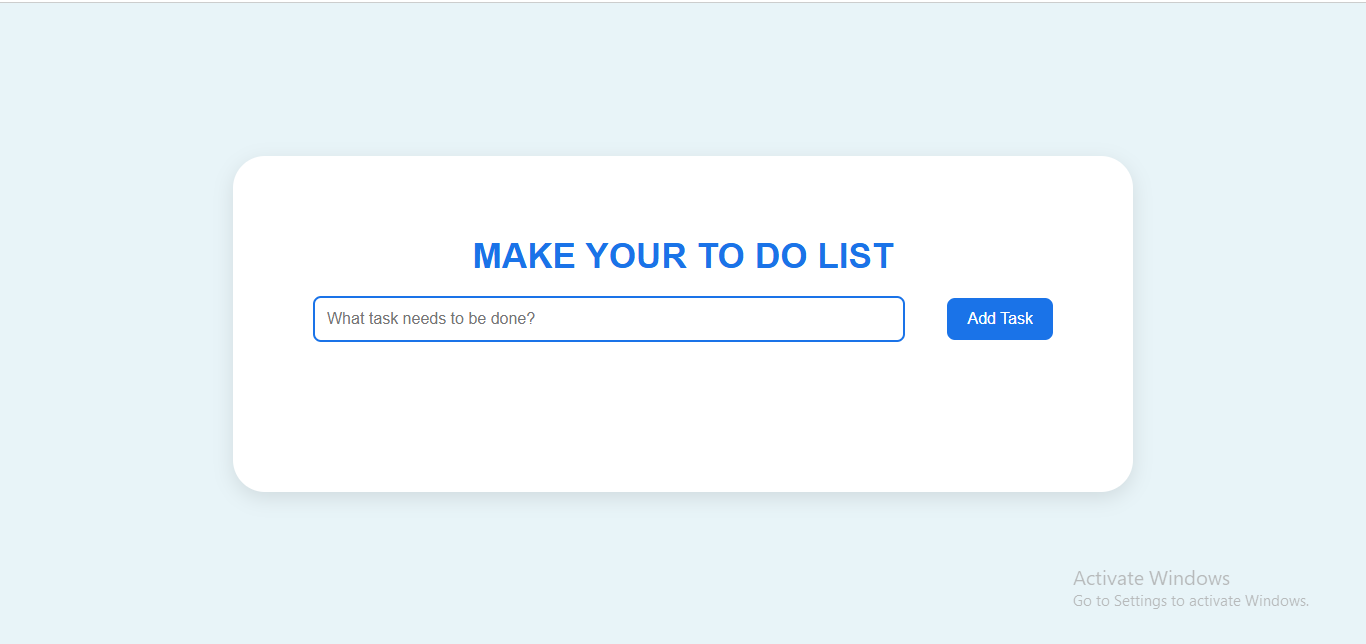 MAKE YOUR TO DO LIST
What task needs to be done?
Add Task
Activate Windows
Go to Settings to activate Windows.